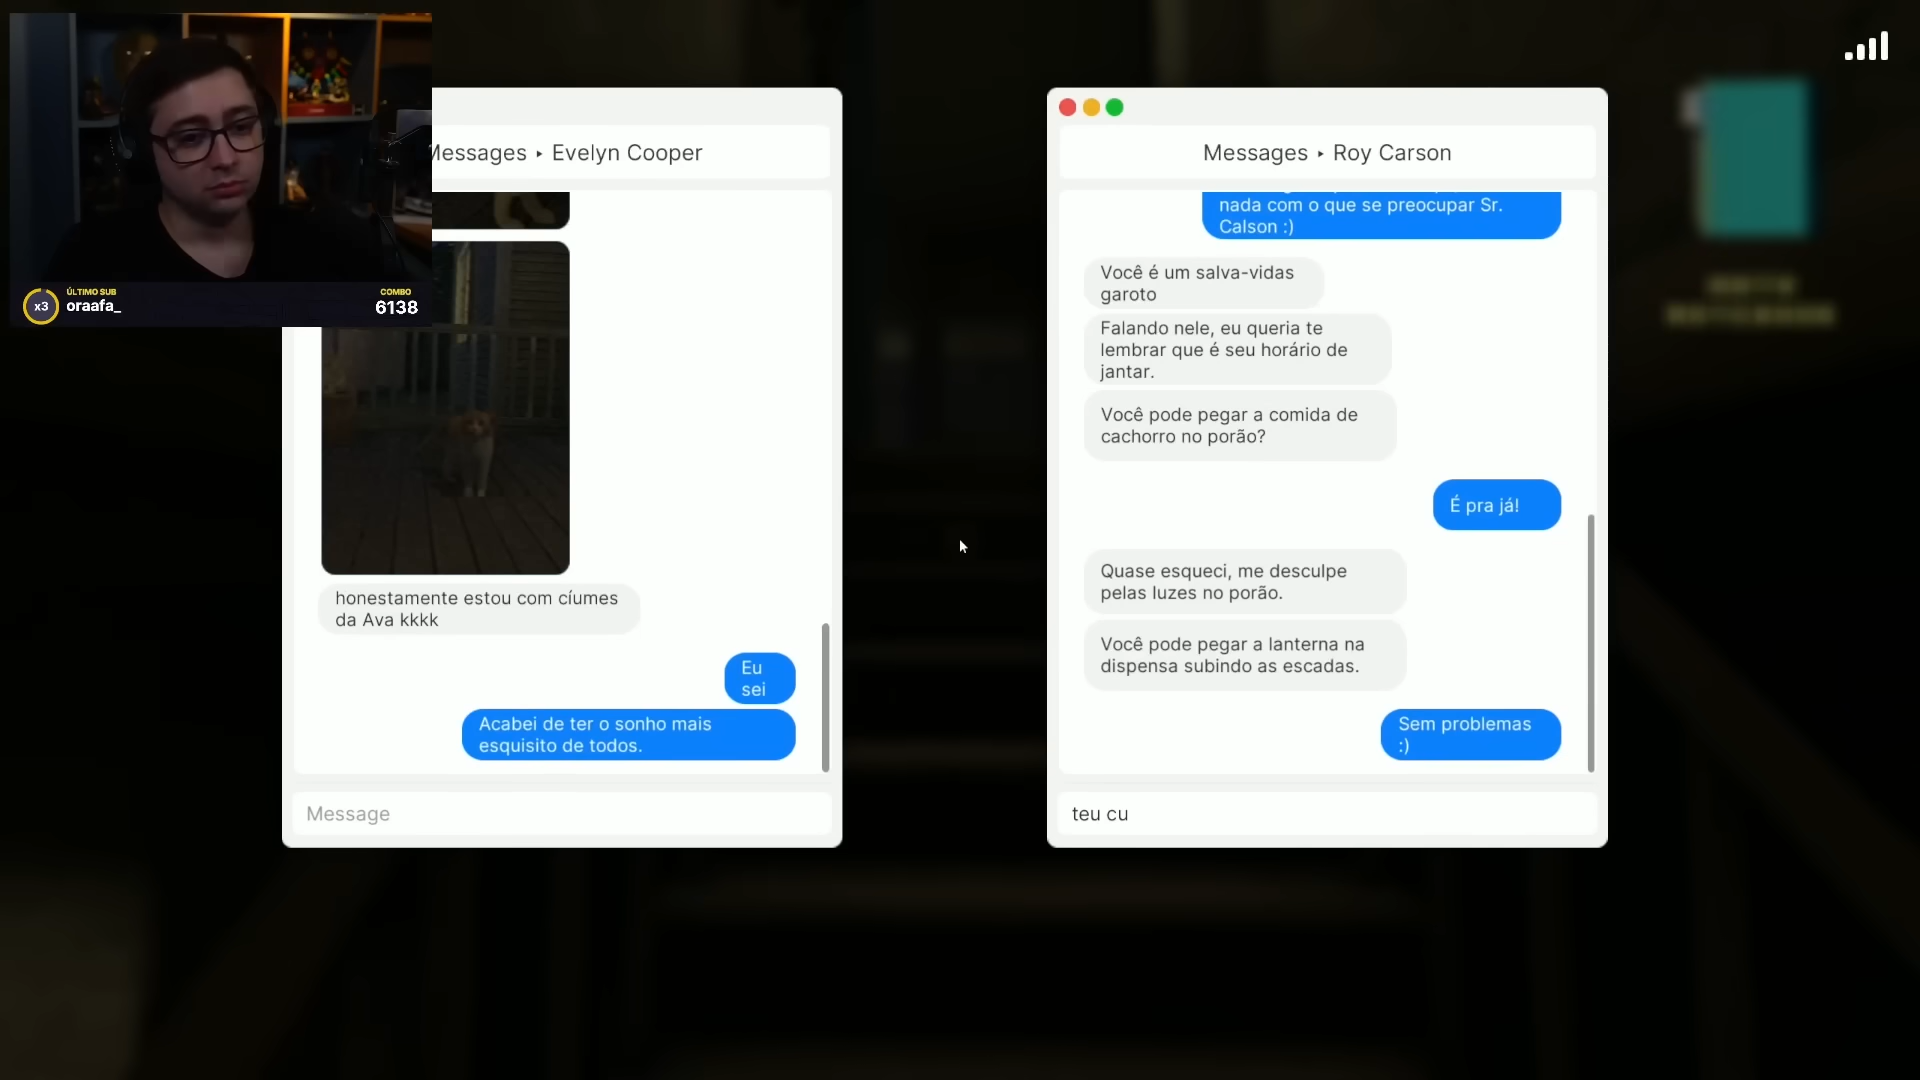 ÚLTIMO SUB
x3
oraafa_
COMBO
6138
Messages ▸ Evelyn Cooper
honestamente estou com cíumes
da Ava kkkk
Eu
sei
Acabei de ter o sonho mais
esquisito de todos.
Message
Messages ▸ Roy Carson
nada com o que se preocupar Sr.
Calson :)
Você é um salva-vidas
garoto
Falando nele, eu queria te
lembrar que é seu horário de
jantar.
Você pode pegar a comida de
cachorro no porão?
É pra já!
Quase esqueci, me desculpe
pelas luzes no porão.
Você pode pegar a lanterna na
dispensa subindo as escadas.
Sem problemas
:)
teu cu